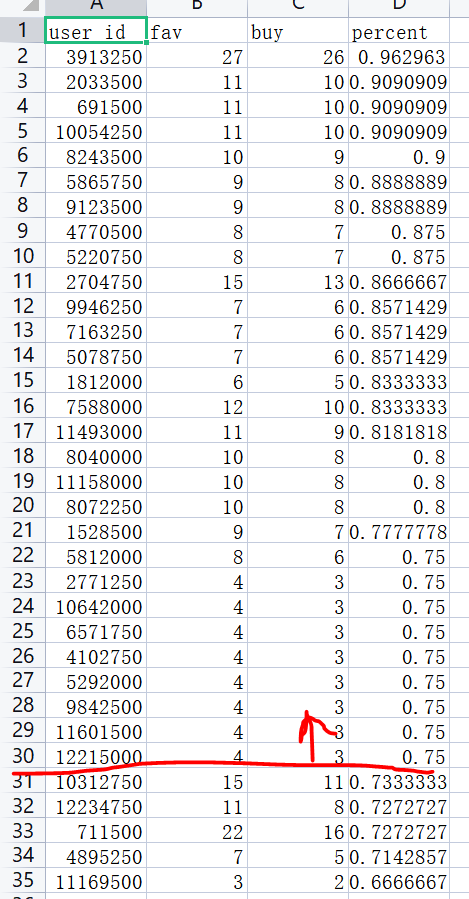 A B C D
1 user_id fav buy percent
2 3913250 27 26 0.962963
3 2033500 11 10 0.9090909
4 691500 11 10 0.9090909
5 10054250 11 10 0.9090909
6 8243500 10 9 0.9
7 5865750 9 8 0.8888889
8 9123500 9 8 0.8888889
9 4770500 8 7 0.875
10 5220750 8 7 0.875
11 2704750 15 13 0.8666667
12 9946250 7 6 0.8571429
13 7163250 7 6 0.8571429
14 5078750 7 6 0.8571429
15 1812000 6 5 0.8333333
16 7588000 12 10 0.8333333
17 11493000 11 9 0.8181818
18 8040000 10 8 0.8
19 11158000 10 8 0.8
20 8072250 10 8 0.8
21 1528500 9 7 0.7777778
22 5812000 8 6 0.75
23 2771250 4 3 0.75
24 10642000 4 3 0.75
25 6571750 4 3 0.75
26 4102750 4 3 0.75
27 5292000 4 3 0.75
28 9842500 4 3 0.75
29 11601500 4 3 0.75
30 12215000 4 3 0.75
31 10312750 15 11 0.7333333
32 12234750 11 8 0.7272727
33 711500 22 16 0.7272727
34 4895250 7 5 0.7142857
35 11169500 3 2 0.6666667